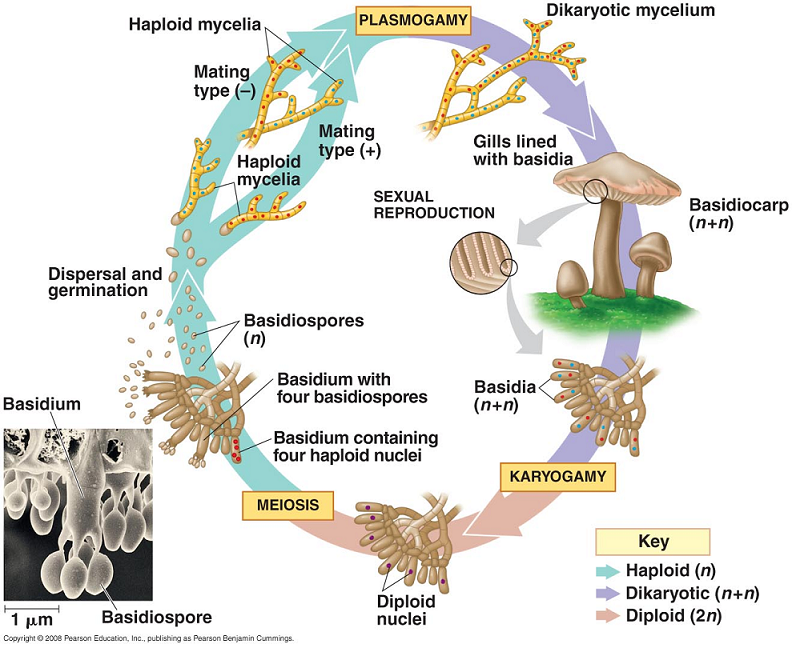 PLASMOGAMY
Dikaryotic mycelium
Haploid mycelia
Mating
type (–)
Mating
type (+)
Haploid
mycelia
Gills lined
with basidia
SEXUAL
REPRODUCTION
Basidiocarp
(n+n)
Dispersal and
germination
Basidiospores
(n)
Basidium with
four basidiospores
Basidium containing
four haploid nuclei
Basidia
(n+n)
Basidium
KARYOGAMY
MEIOSIS
Diploid
nuclei
Basidiospore
1 μm
Key
Haploid (n)
Dikaryotic (n+n)
Diploid (2n)
Copyright © 2008 Pearson Education, Inc., publishing as Pearson Benjamin Cummings.